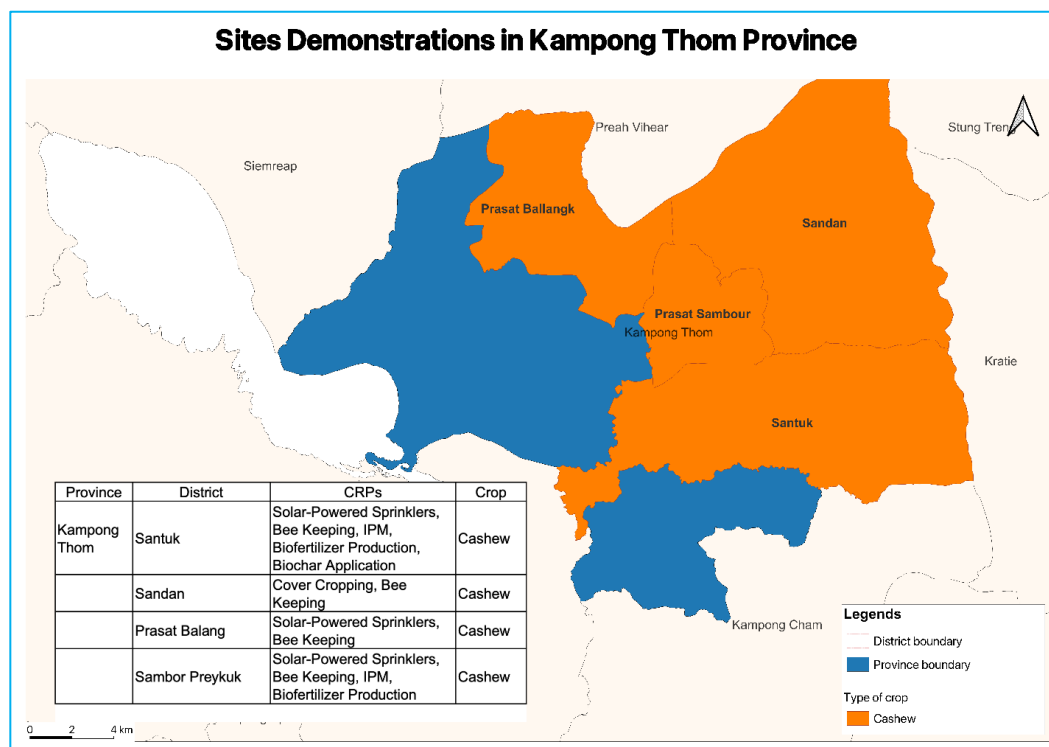 Sites Demonstrations in Kampong Thom Province
Preah Vihear
Stung Treng
Siemreap
Prasat Ballangk
Sandan
Prasat Sambour
Kampong Thom
Kratie
Santuk
Province District CRPs Crop
Kampong Thom Santuk Solar-Powered Sprinklers, Bee Keeping, IPM, Biofertilizer Production, Biochar Application Cashew
Sandan Cover Cropping, Bee Keeping Cashew
Prasat Balang Solar-Powered Sprinklers, Bee Keeping Cashew
Sambor Preykuk Solar-Powered Sprinklers, Bee Keeping, IPM, Biofertilizer Production Cashew
Kampong Cham
Legends
District boundary
Province boundary
Type of crop
Cashew
0 2 4 km